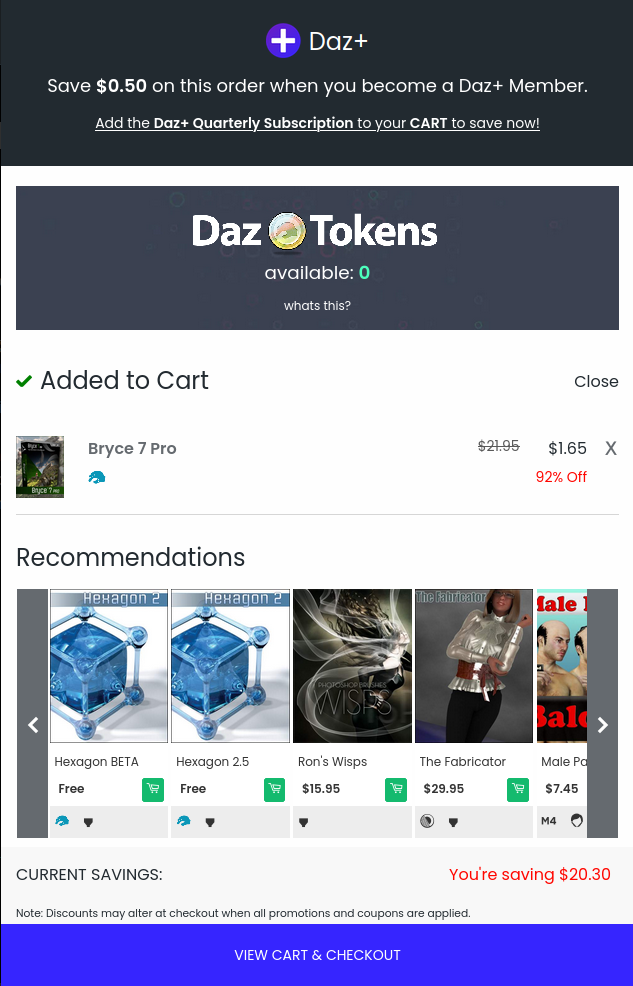 Daz+
Save $0.50 on this order when you become a Daz+ Member.
Add the Daz+ Quarterly Subscription to your CART to save now!
Daz Tokens
available: 0
whats this?
Added to Cart
Close
Bryce 7 Pro
$21.95
$1.65
X
92% Off
Bryce 7 PRO
Recommendations
Hexagon 2
Hexagon 2
PHOTOSHOP BRUSHES
WISPS
The Fabricator
Male
Bald
Hexagon BETA
Hexagon 2.5
Ron's Wisps
The Fabricator
Male Pa
Free
Free
$15.95
$29.95
$7.45
M4
CURRENT SAVINGS:
You're saving $20.30
Note: Discounts may alter at checkout when all promotions and coupons are applied.
VIEW CART & CHECKOUT